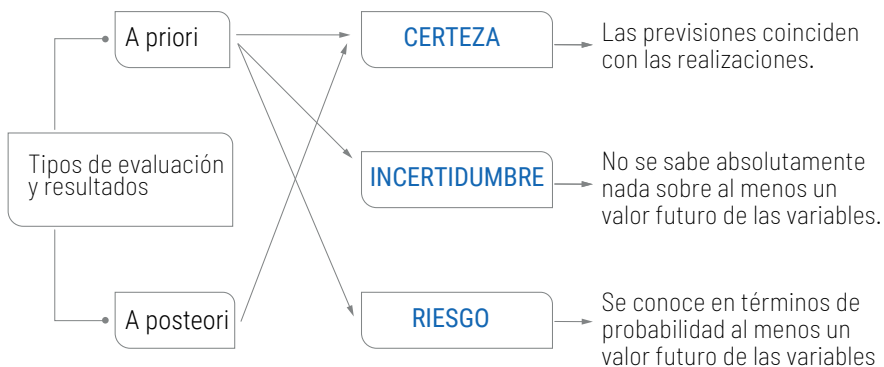 A priori
CERTEZA
Las previsiones coinciden
con las realizaciones.
Tipos de evaluación
y resultados
INCERTIDUMBRE
No se sabe absolutamente
nada sobre al menos un
valor futuro de las variables.
A posteori
RIESGO
Se conoce en términos de
probabilidad al menos un
valor futuro de las variables